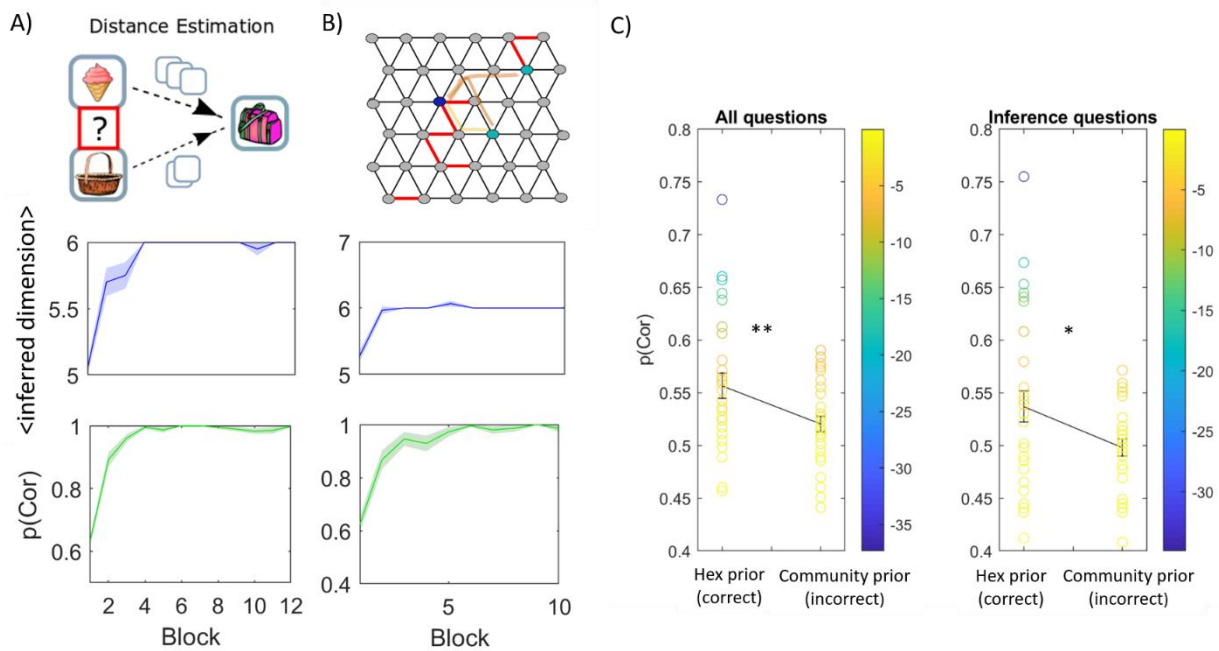 A)
Distance Estimation
?
B)
C)
<inferred dimension>
6
5.5
5
7
6
5
p(Cor)
1
0.8
0.6
2 4 6 8 10 12
Block
1
0.8
0.6
0.4
5 10
Block
All questions
p(Cor)
0.8
0.75
0.7
0.65
0.6
0.55
0.5
0.45
0.4
**
Hex prior
(correct)
Community prior
(incorrect)
-5
-10
-15
-20
-25
-30
-35
Inference questions
0.8
0.75
0.7
0.65
0.6
0.55
0.5
0.45
0.4
*
Hex prior
(correct)
Community prior
(incorrect)
-5
-10
-15
-20
-25
-30